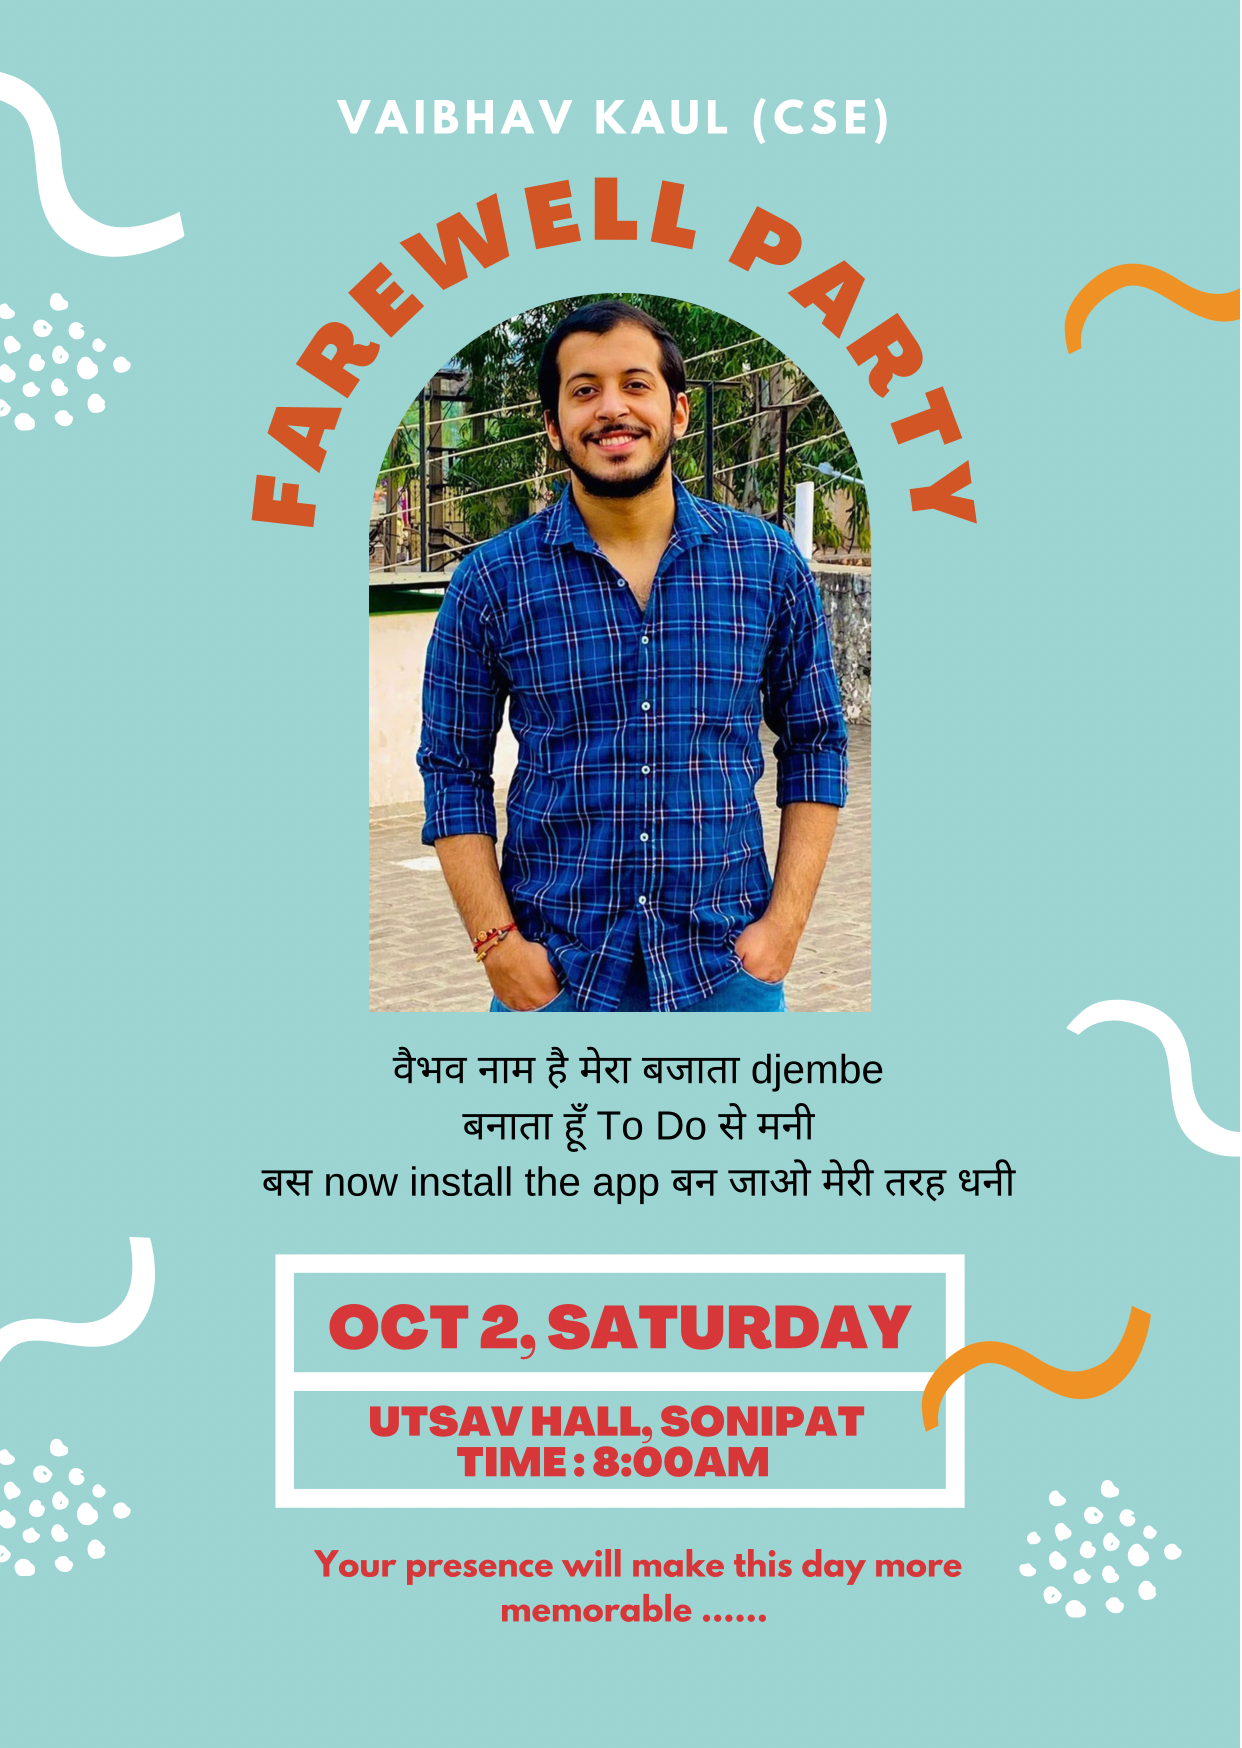 VAIBHAV KAUL (CSE)
FAREWELL PARTY
वैभव नाम है मेरा बजाता djembe
बनाता हूँ To Do से मनी
बस now install the app बन जाओ मेरी तरह धनी
OCT 2, SATURDAY
UTSAV HALL, SONIPAT
TIME : 8:00AM
Your presence will make this day more
memorable ......